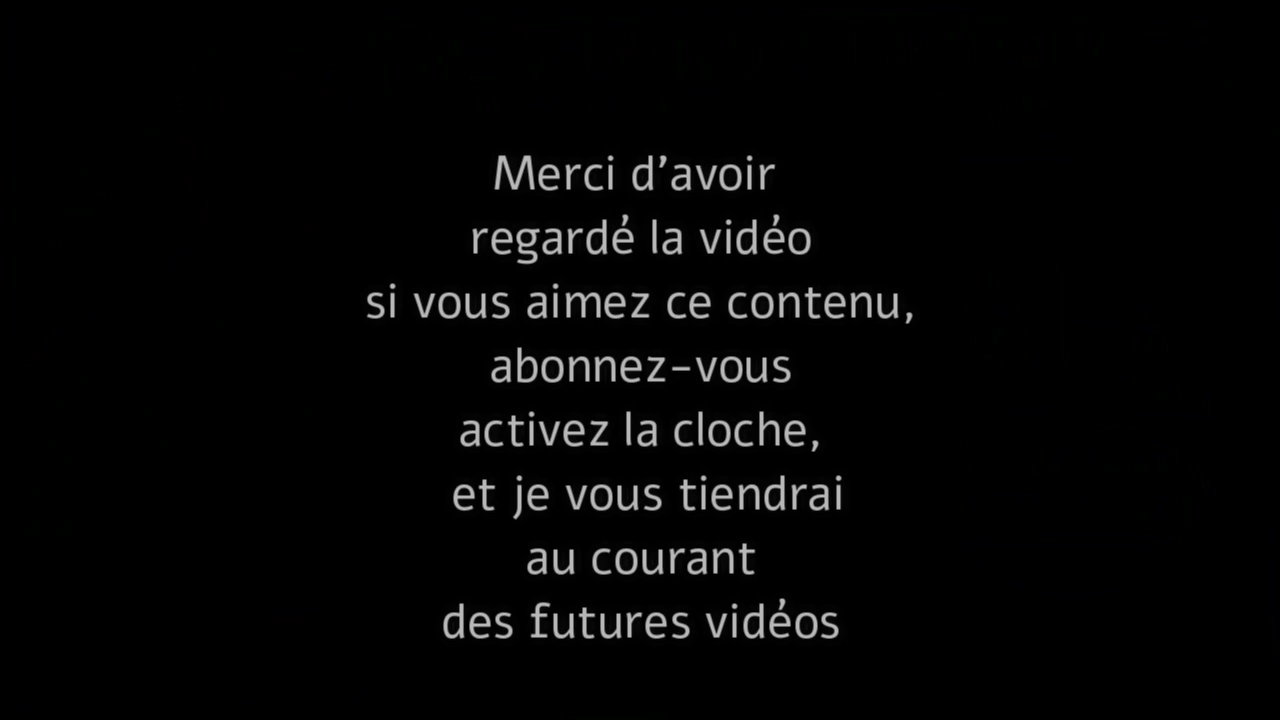 Merci d’avoir
regardé la vidéo
si vous aimez ce contenu,
abonnez-vous
activez la cloche,
et je vous tiendrai
au courant
des futures vidéos